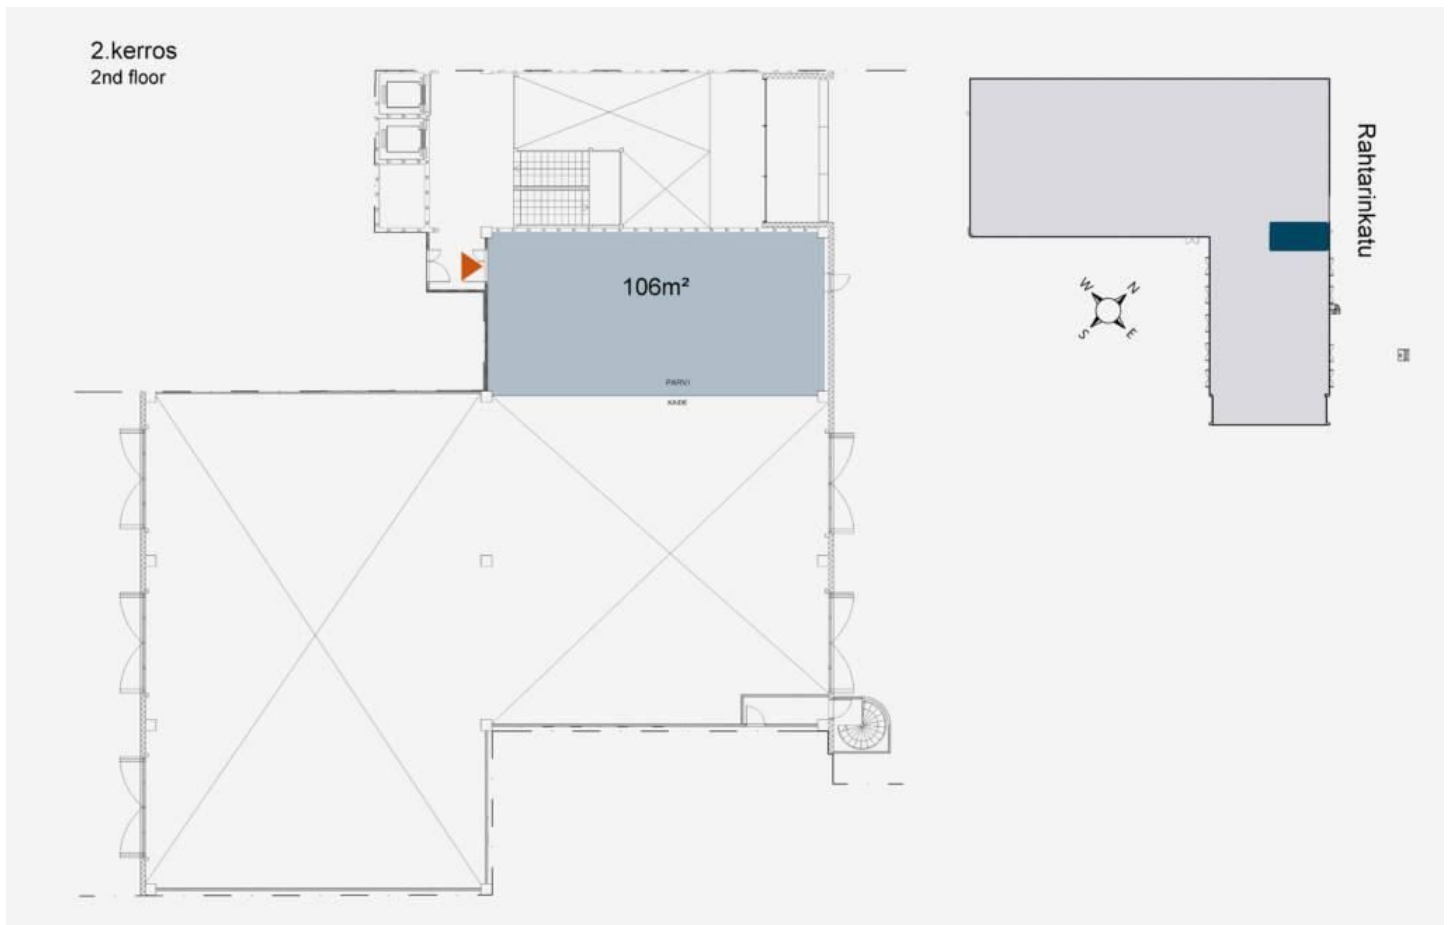 2.kerros
2nd floor
106m²
PARVI
KAIDE
Rahtarinkatu
W
N
S
E